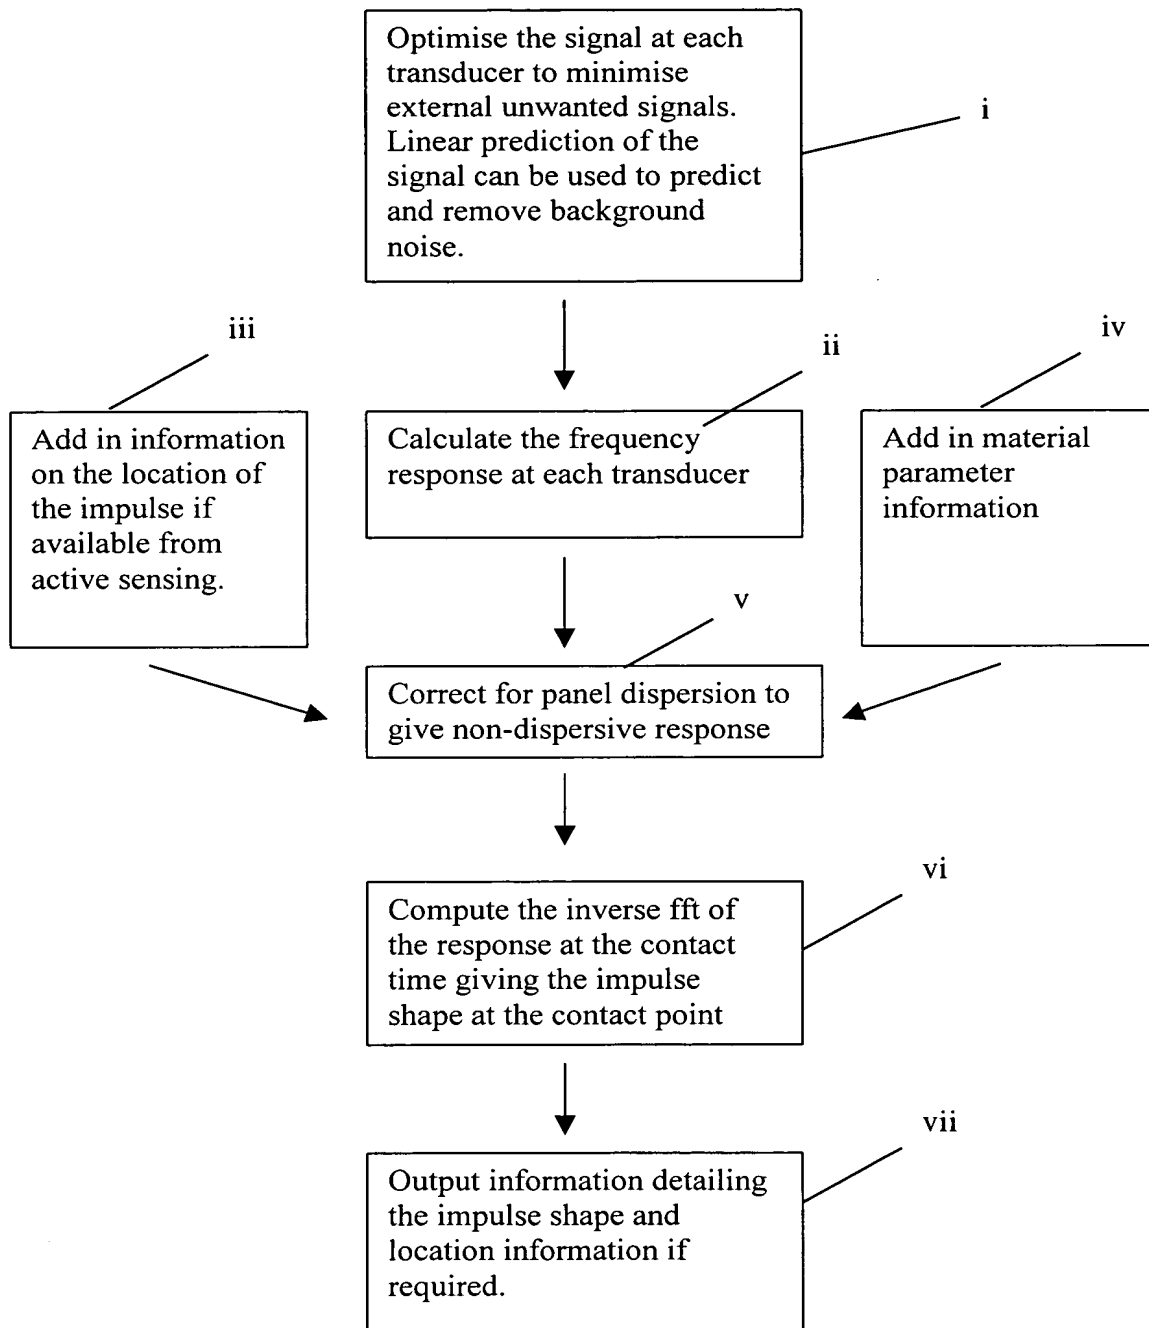 Optimise the signal at each
transducer to minimise
external unwanted signals.
Linear prediction of the
signal can be used to predict
and remove background
noise.
i
iii
Add in information
on the location of
the impulse if
available from
active sensing.
ii
Calculate the frequency
response at each transducer
iv
Add in material
parameter
information
v
Correct for panel dispersion to
give non-dispersive response
vi
Compute the inverse fft of
the response at the contact
time giving the impulse
shape at the contact point
vii
Output information detailing
the impulse shape and
location information if
required.